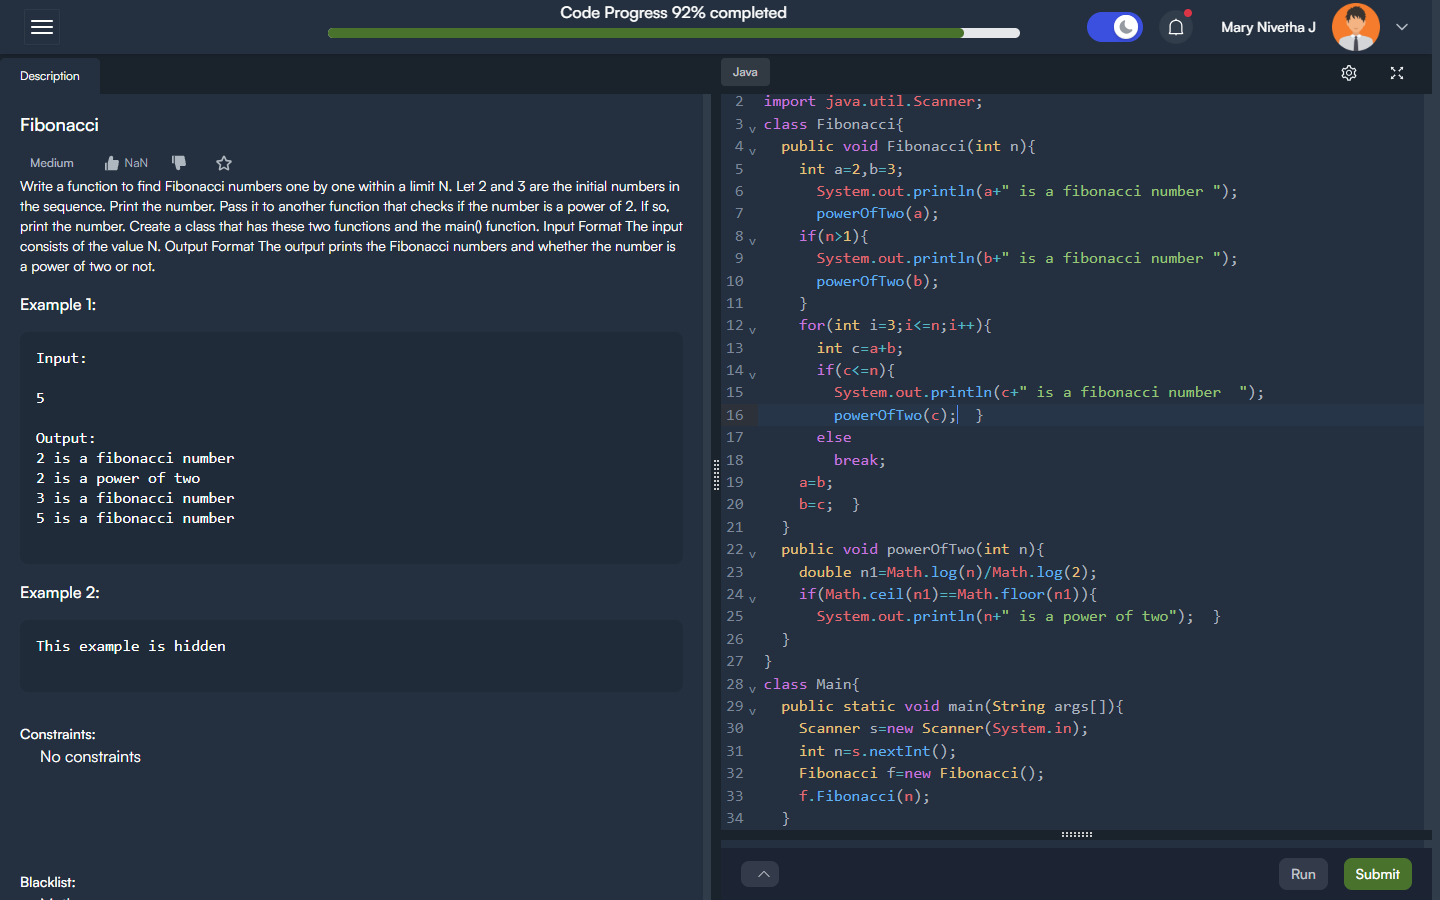 Code Progress 92% completed
Mary Nivetha J
Description
Fibonacci
Medium
NaN
Write a function to find Fibonacci numbers one by one within a limit N. Let 2 and 3 are the initial numbers in
the sequence. Print the number. Pass it to another function that checks if the number is a power of 2. If so,
print the number. Create a class that has these two functions and the main() function. Input Format The input
consists of the value N. Output Format The output prints the Fibonacci numbers and whether the number is
a power of two or not.
Example 1:
Input:
5
Output:
2 is a fibonacci number
2 is a power of two
3 is a fibonacci number
5 is a fibonacci number
Example 2:
This example is hidden
Constraints:
No constraints
Blacklist:
Java
2 import java.util.Scanner;
3 class Fibonacci{
4 public void Fibonacci(int n){
5 int a=2,b=3;
6 System.out.println(a+" is a fibonacci number ");
7 powerOfTwo(a);
8 if(n>1){
9 System.out.println(b+" is a fibonacci number ");
10 powerOfTwo(b);
11 }
12 for(int i=3;i<=n;i++){
13 int c=a+b;
14 if(c<=n){
15 System.out.println(c+" is a fibonacci number  ");
16 powerOfTwo(c);  }
17 else
18 break;
19 a=b;
20 b=c;  }
21 }
22 public void powerOfTwo(int n){
23 double n1=Math.log(n)/Math.log(2);
24 if(Math.ceil(n1)==Math.floor(n1)){
25 System.out.println(n+" is a power of two");  }
26 }
27 }
28 class Main{
29 public static void main(String args[]){
30 Scanner s=new Scanner(System.in);
31 int n=s.nextInt();
32 Fibonacci f=new Fibonacci();
33 f.Fibonacci(n);
34 }
Run
Submit